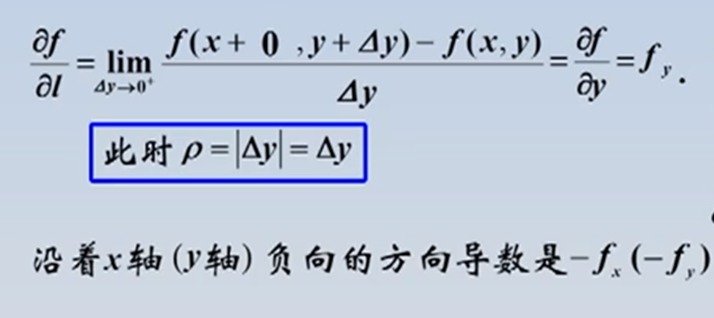 ∂f/∂l = lim Δy→0⁺ [f(x + 0 , y + Δy) − f(x, y)] / Δy = ∂f/∂y = f_y .
此时 ρ = |Δy| = Δy
沿着x轴 (y轴) 负向的方向导数是 −f_x (−f_y)